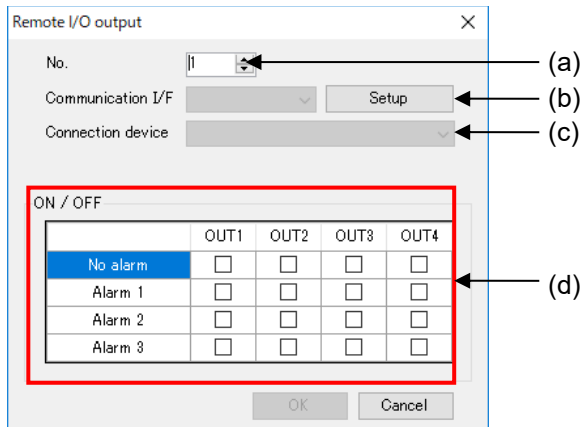 Remote I/O output
No. 1 (a)
Communication I/F Setup (b)
Connection device (c)
ON / OFF
OUT1 OUT2 OUT3 OUT4
No alarm
Alarm 1 (d)
Alarm 2
Alarm 3
OK Cancel